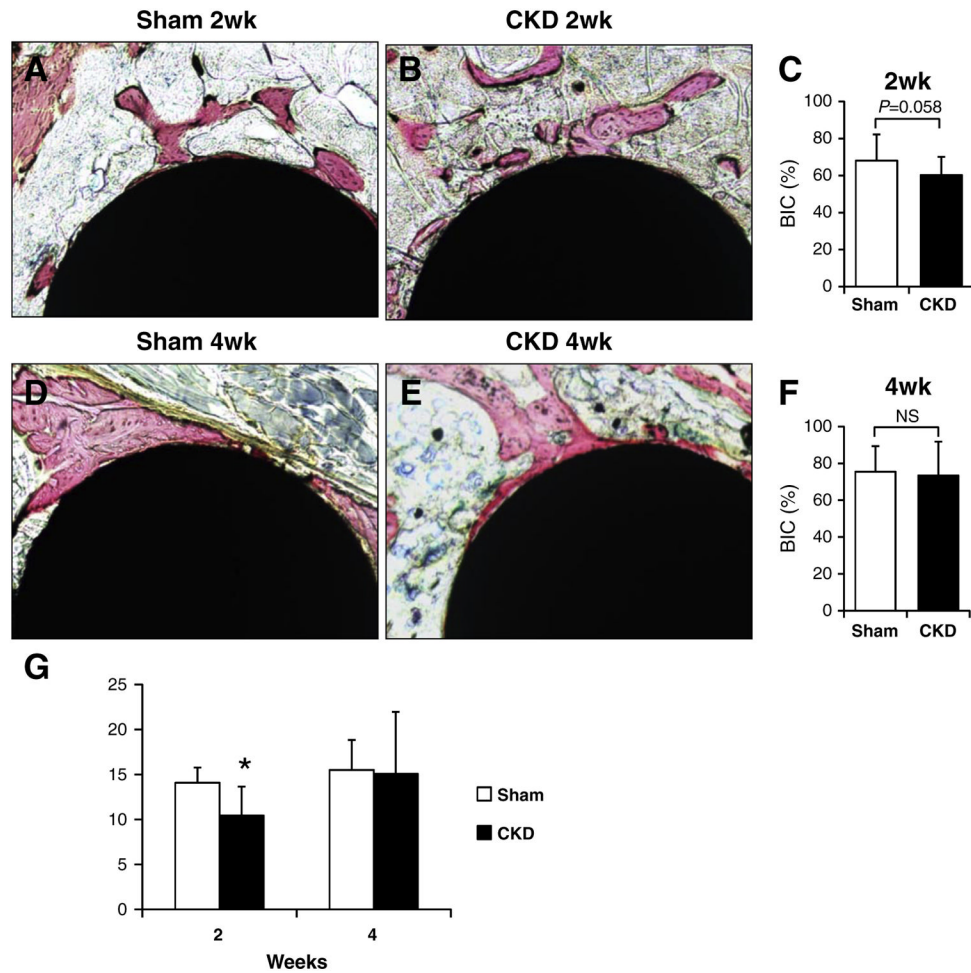 Sham 2wk
CKD 2wk
A
B
C
2wk
P=0.058
100
80
60
40
20
0
BIC (%)
Sham
CKD
Sham 4wk
CKD 4wk
D
E
F
4wk
NS
100
80
60
40
20
0
BIC (%)
Sham
CKD
G
25
20
15
10
5
0
*
2
4
Weeks
Sham
CKD